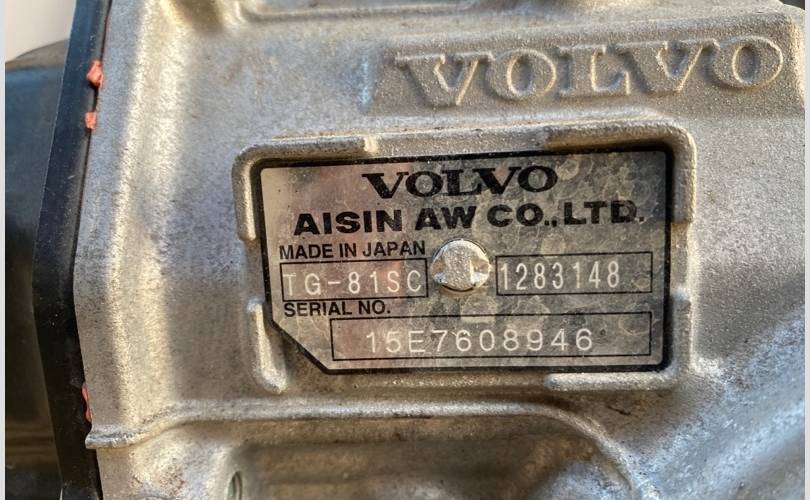 VOLVO
VOLVO
AISIN AW CO.,LTD.
MADE IN JAPAN
TG-81SC 1283148
SERIAL NO.
15E7608946